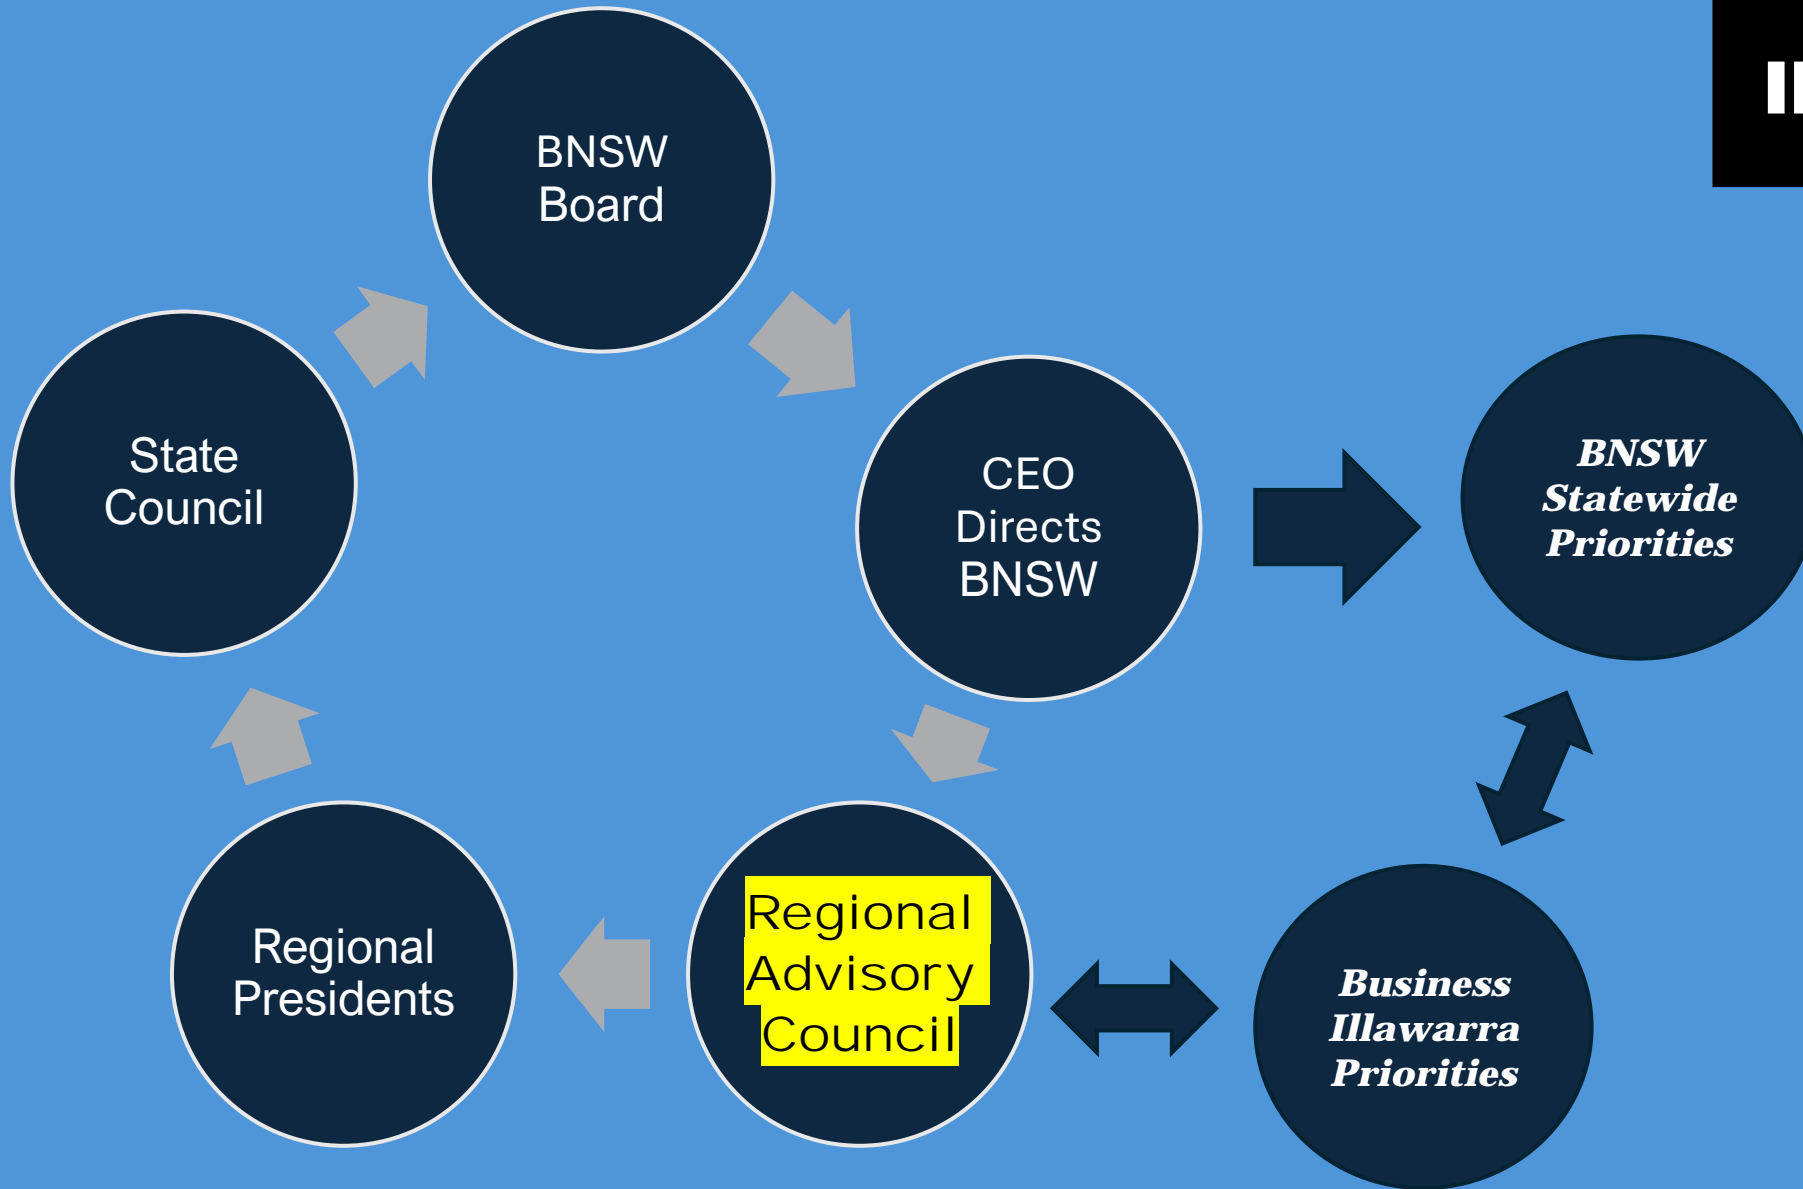 BNSW
Board
State
Council
CEO
Directs
BNSW
BNSW
Statewide
Priorities
Regional
Presidents
Regional
Advisory
Council
Business
Illawarra
Priorities